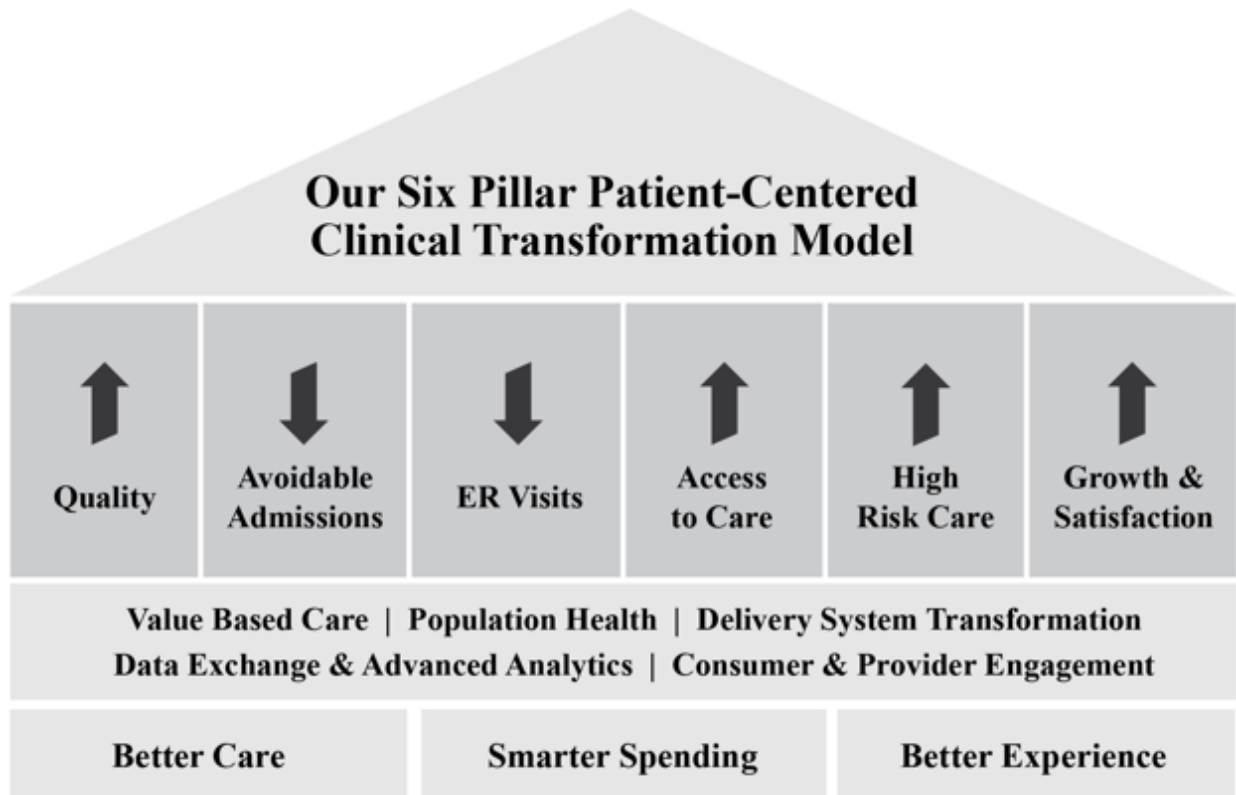 Our Six Pillar Patient-Centered
Clinical Transformation Model
Quality
Avoidable
Admissions
ER Visits
Access
to Care
High
Risk Care
Growth &
Satisfaction
Value Based Care | Population Health | Delivery System Transformation
Data Exchange & Advanced Analytics | Consumer & Provider Engagement
Better Care
Smarter Spending
Better Experience